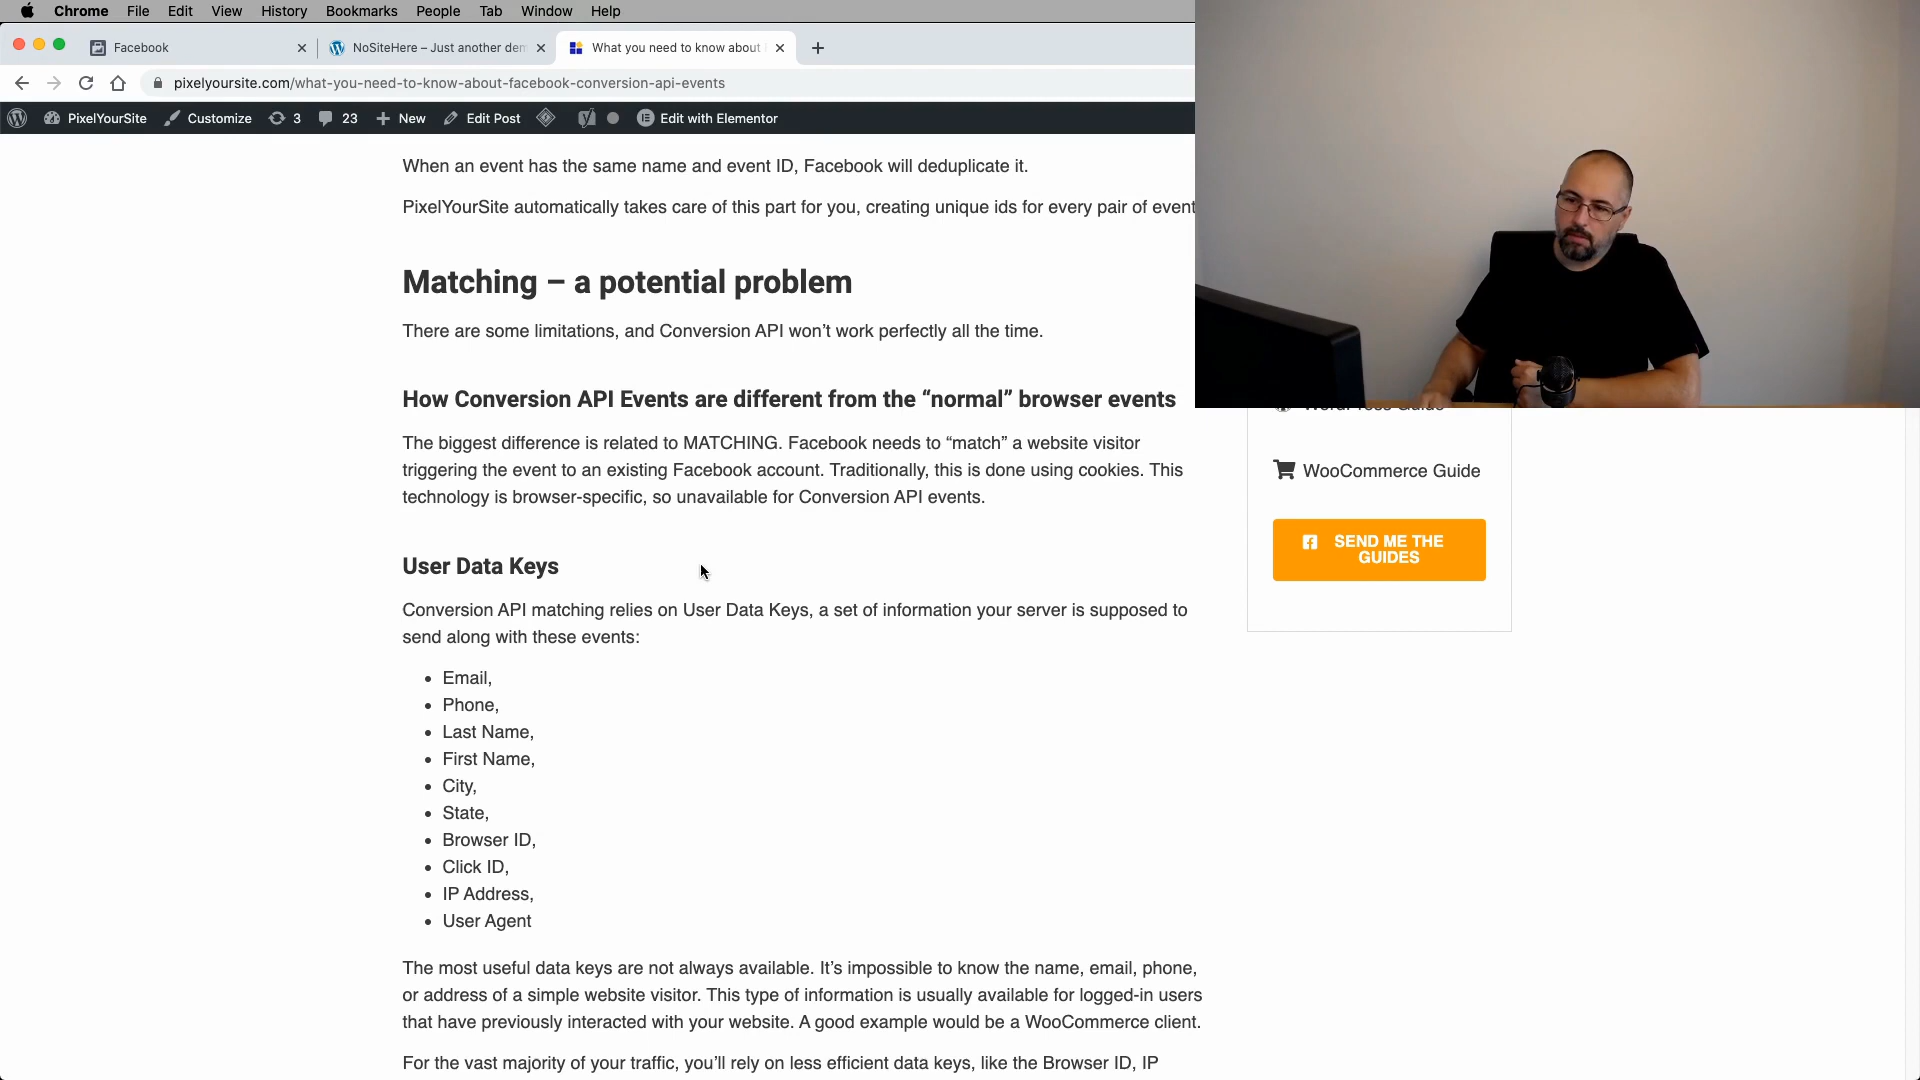 Chrome File Edit View History Bookmarks People Tab Window Help
Facebook
NoSiteHere – Just another dem
What you need to know about
pixelyoursite.com/what-you-need-to-know-about-facebook-conversion-api-events
PixelYourSite Customize 3 23 New Edit Post Edit with Elementor
When an event has the same name and event ID, Facebook will deduplicate it.
PixelYourSite automatically takes care of this part for you, creating unique ids for every pair of event
Matching – a potential problem
There are some limitations, and Conversion API won’t work perfectly all the time.
How Conversion API Events are different from the “normal” browser events
The biggest difference is related to MATCHING. Facebook needs to “match” a website visitor
triggering the event to an existing Facebook account. Traditionally, this is done using cookies. This
technology is browser-specific, so unavailable for Conversion API events.
User Data Keys
Conversion API matching relies on User Data Keys, a set of information your server is supposed to
send along with these events:
Email,
Phone,
Last Name,
First Name,
City,
State,
Browser ID,
Click ID,
IP Address,
User Agent
The most useful data keys are not always available. It’s impossible to know the name, email, phone,
or address of a simple website visitor. This type of information is usually available for logged-in users
that have previously interacted with your website. A good example would be a WooCommerce client.
For the vast majority of your traffic, you’ll rely on less efficient data keys, like the Browser ID, IP
WordPress Guide
WooCommerce Guide
SEND ME THE
GUIDES